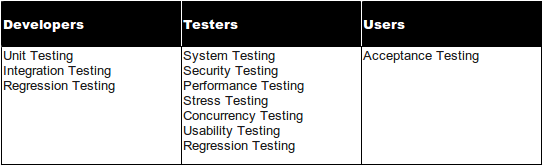 Developers
Testers
Users
Unit Testing
Integration Testing
Regression Testing
System Testing
Security Testing
Performance Testing
Stress Testing
Concurrency Testing
Usability Testing
Regression Testing
Acceptance Testing